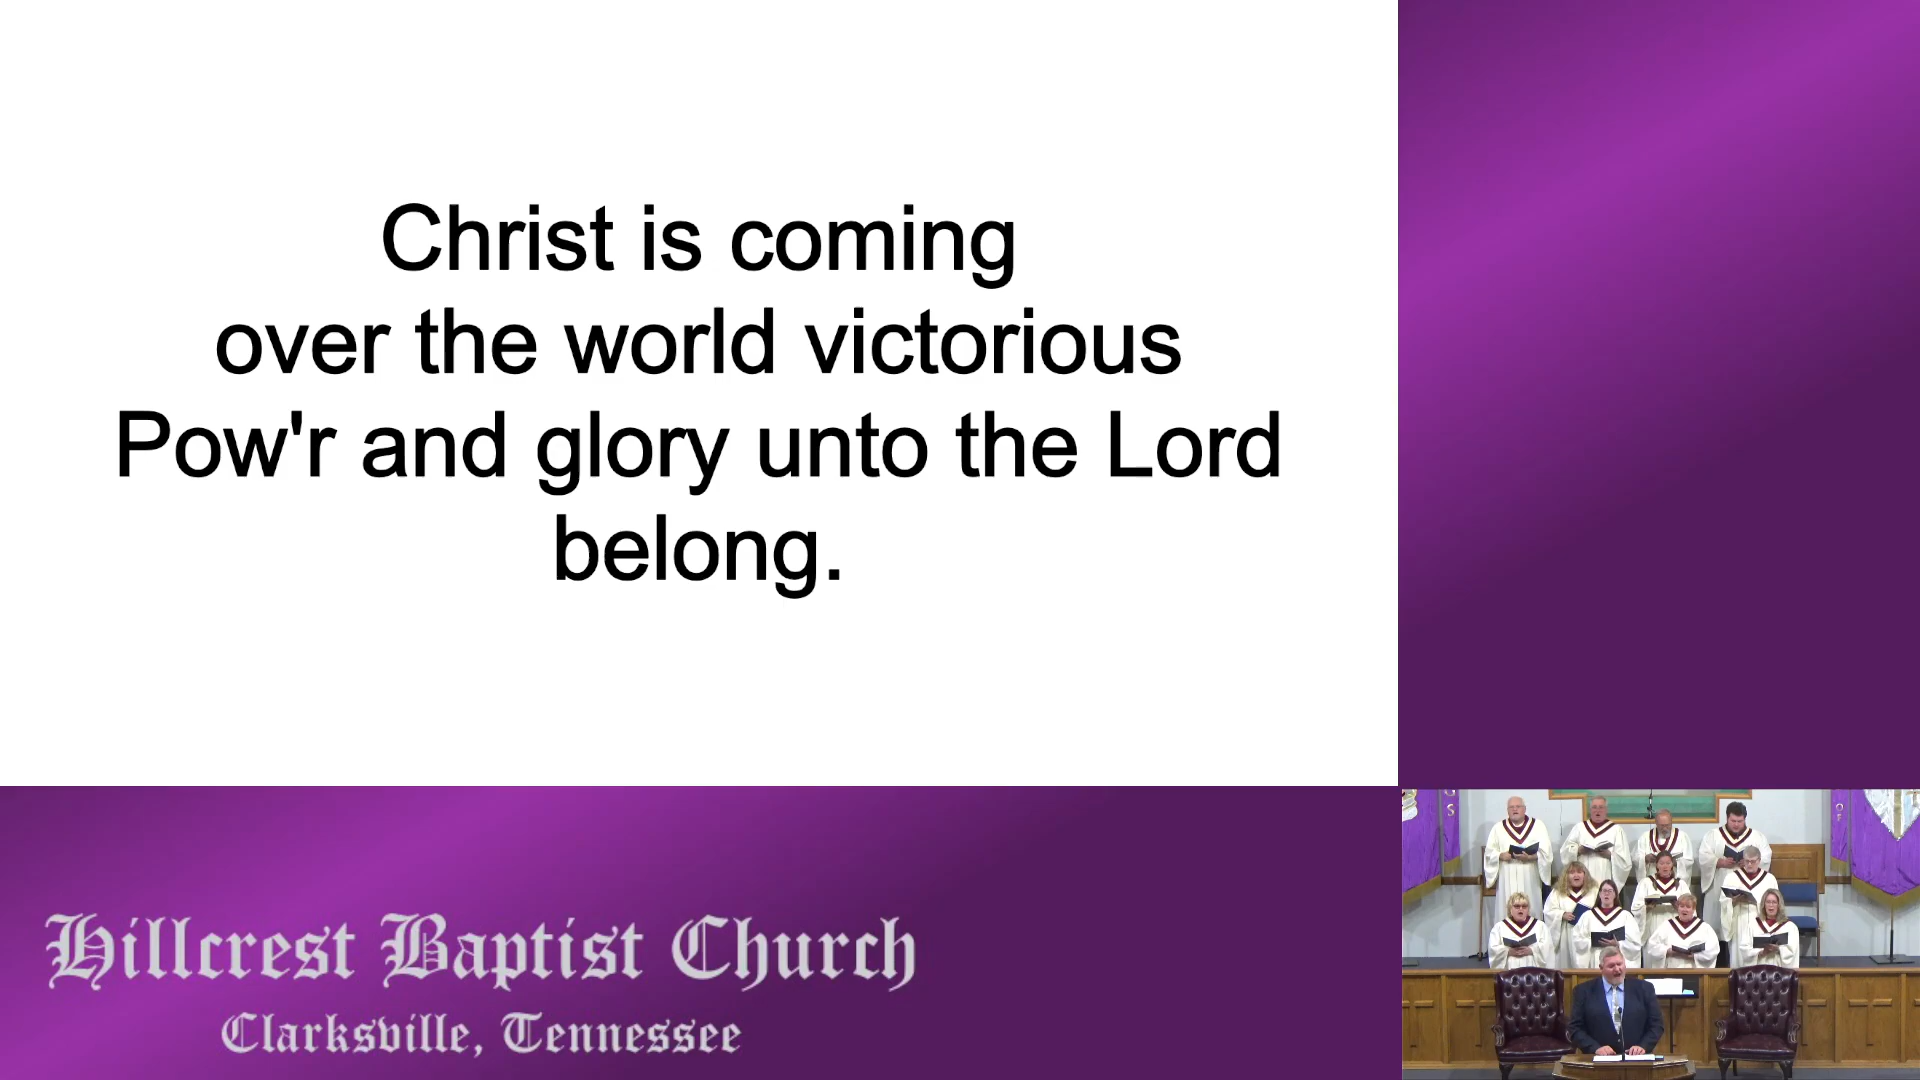 Christ is coming
over the world victorious
Pow'r and glory unto the Lord
belong.
Hillcrest Baptist Church
Clarksville, Tennessee